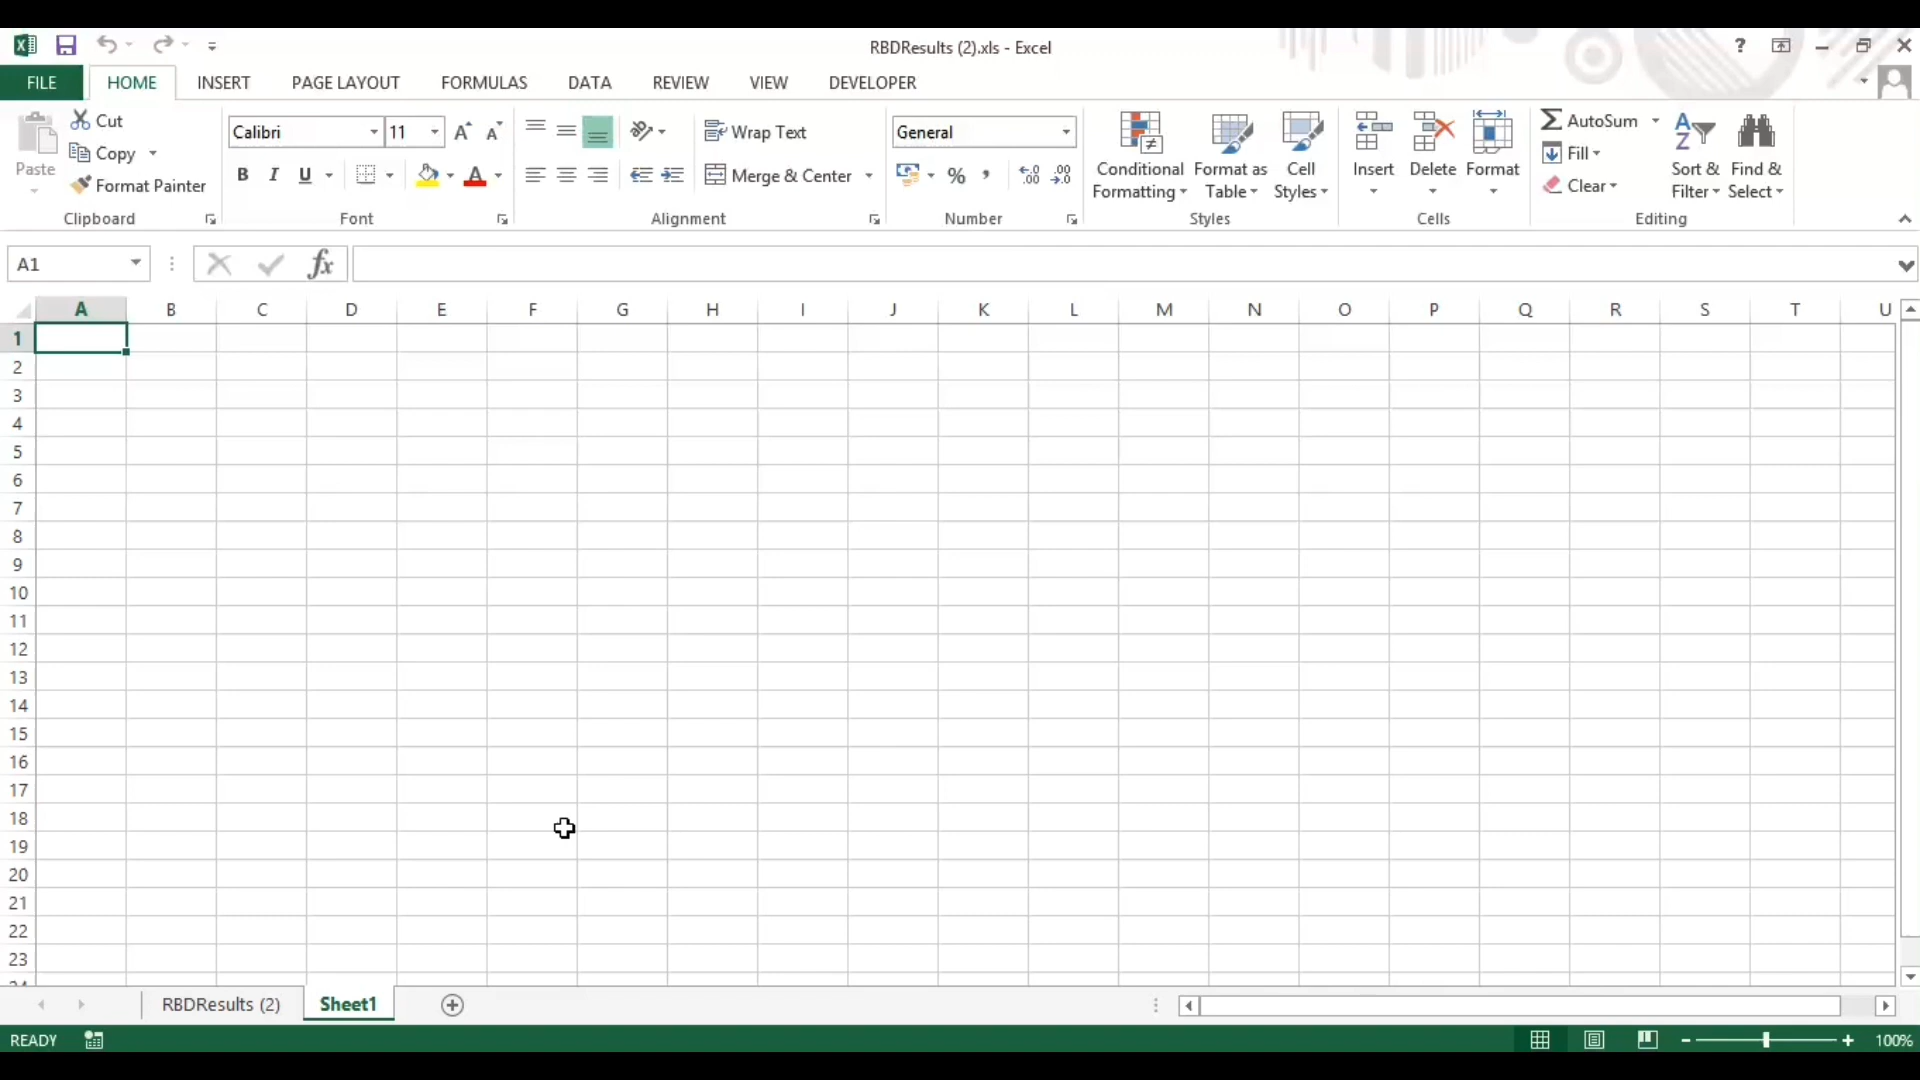 RBDResults (2).xls - Excel
?
FILE
HOME
INSERT
PAGE LAYOUT
FORMULAS
DATA
REVIEW
VIEW
DEVELOPER
Paste
Cut
Copy
Format Painter
Clipboard
Calibri
11
B
I
U
Font
Wrap Text
Merge & Center
Alignment
General
%
Number
Conditional
Formatting
Format as
Table
Cell
Styles
Styles
Insert
Delete
Format
Cells
AutoSum
Fill
Clear
Sort &
Filter
Find &
Select
Editing
A1
fx
A B C D E F G H I J K L M N O P Q R S T U
1
2
3
4
5
6
7
8
9
10
11
12
13
14
15
16
17
18
19
20
21
22
23
RBDResults (2)
Sheet1
READY
100%